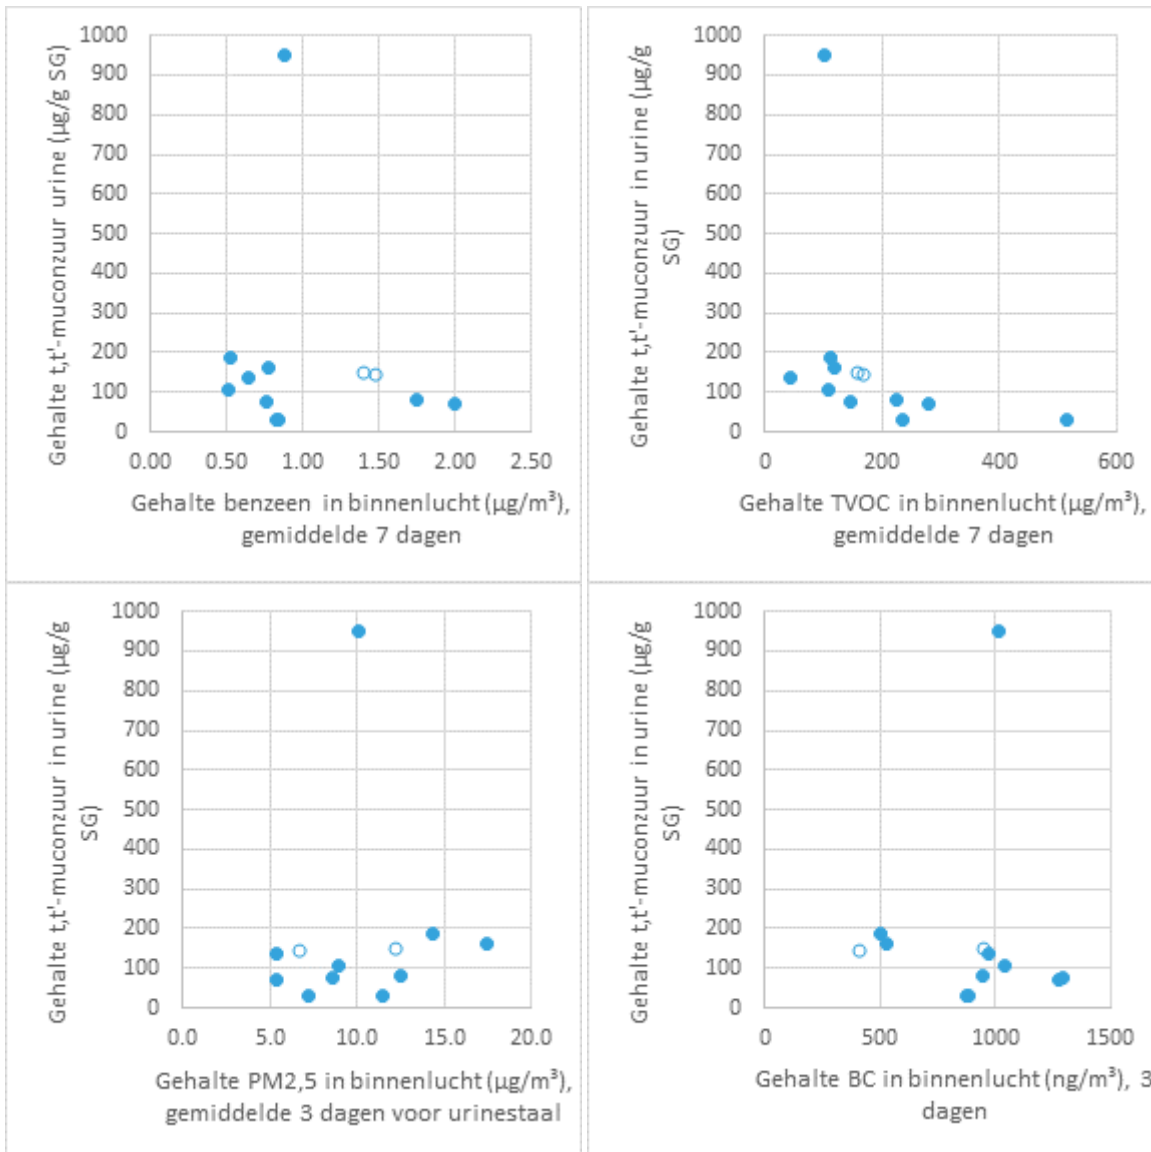 Gehalte t,t'-muconzuur urine (µg/g SG)
1000
900
800
700
600
500
400
300
200
100
0
0.00 0.50 1.00 1.50 2.00 2.50
Gehalte benzeen in binnenlucht (µg/m³),
gemiddelde 7 dagen
Gehalte t,t'-muconzuur in urine (µg/g
SG)
1000
900
800
700
600
500
400
300
200
100
0
0 200 400 600
Gehalte TVOC in binnenlucht (µg/m³),
gemiddelde 7 dagen
Gehalte t,t'-muconzuur in urine (µg/g
SG)
1000
900
800
700
600
500
400
300
200
100
0
0.0 5.0 10.0 15.0 20.0
Gehalte PM2,5 in binnenlucht (µg/m³),
gemiddelde 3 dagen voor urinestaal
Gehalte t,t'-muconzuur in urine (µg/g
SG)
1000
900
800
700
600
500
400
300
200
100
0
0 500 1000 1500
Gehalte BC in binnenlucht (ng/m³), 3
dagen